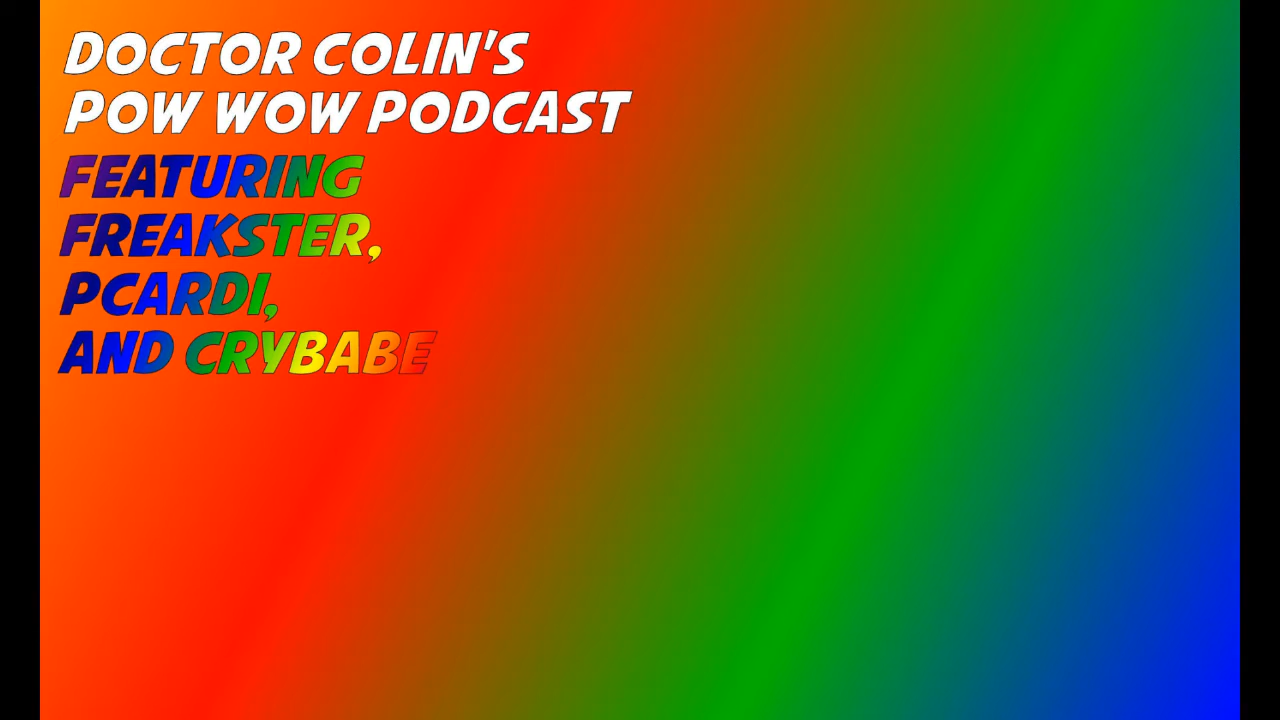 DOCTOR COLIN'S
POW WOW PODCAST
FEATURING
FREAKSTER,
PCARDI,
AND CRYBABE